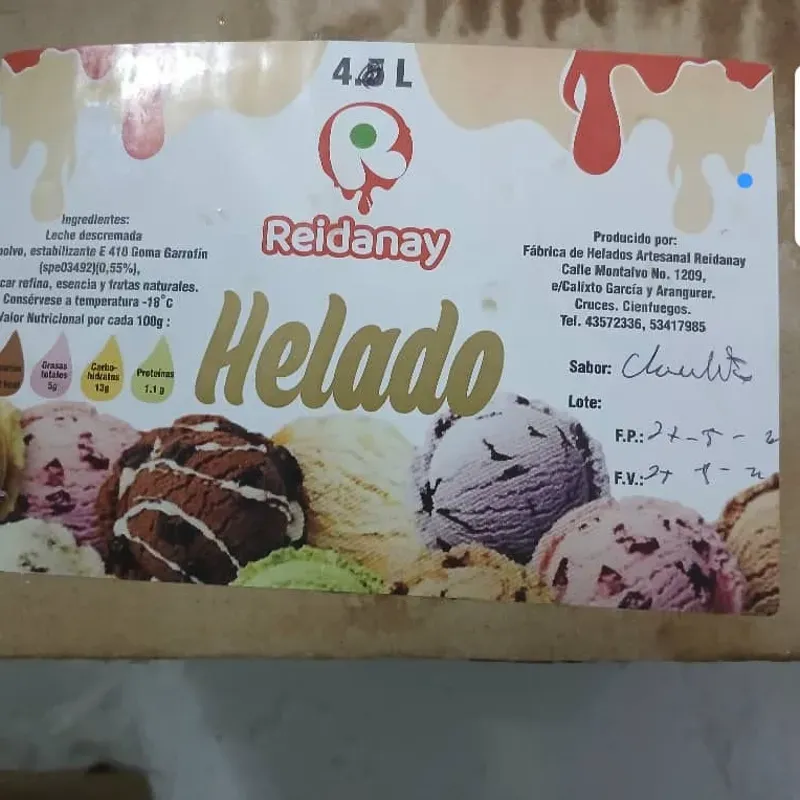 4.5 L
R
Reidanay
Helado
Ingredientes:
Leche descremada
polvo, estabilizante E 410 Goma Garrofin
(spe03492)(0,55%),
car refino, esencia y frutas naturales.
Consérvese a temperatura -18°c
Valor Nutricional por cada 100g :
Grasas
totales
5g
Carbo-
hidratos
13g
Proteinas
1.1 g
Producido por:
Fábrica de Helados Artesanal Reidanay
Calle Montalvo No. 1209,
e/Calixto García y Arangurer.
Cruces. Cienfuegos.
Tel. 43572336, 53417985
Sabor:
Lote:
F.P.:
F.V.: